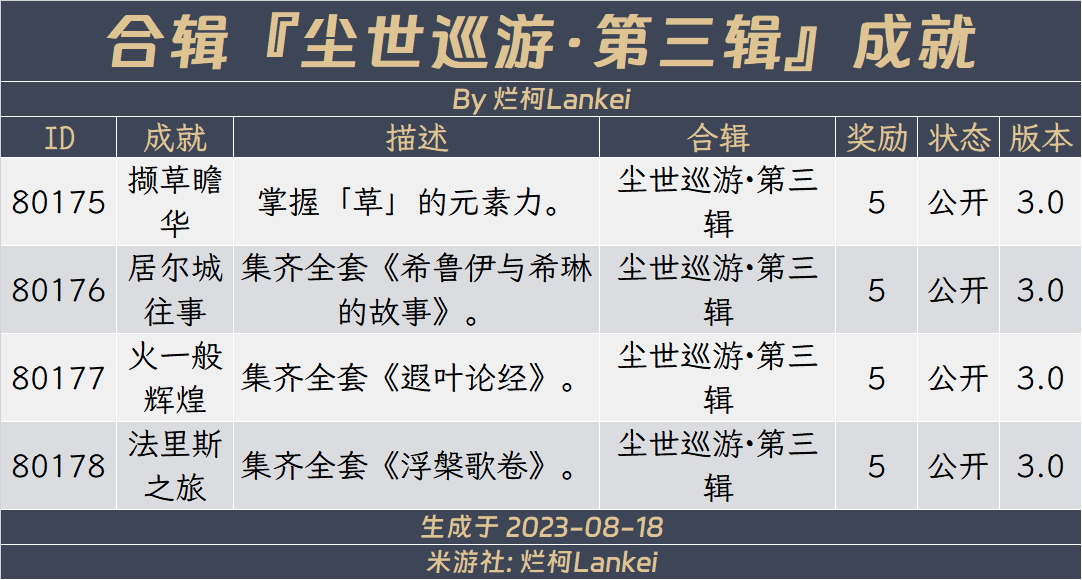 合辑『尘世巡游·第三辑』成就
By 烂柯Lankei
ID 成就 描述 合辑 奖励 状态 版本
80175 撷草瞻华 掌握「草」的元素力。 尘世巡游·第三辑 5 公开 3.0
80176 居尔城往事 集齐全套《希鲁伊与希琳的故事》。 尘世巡游·第三辑 5 公开 3.0
80177 火一般辉煌 集齐全套《遐叶论经》。 尘世巡游·第三辑 5 公开 3.0
80178 法里斯之旅 集齐全套《浮槃歌卷》。 尘世巡游·第三辑 5 公开 3.0
生成于 2023-08-18
米游社: 烂柯Lankei